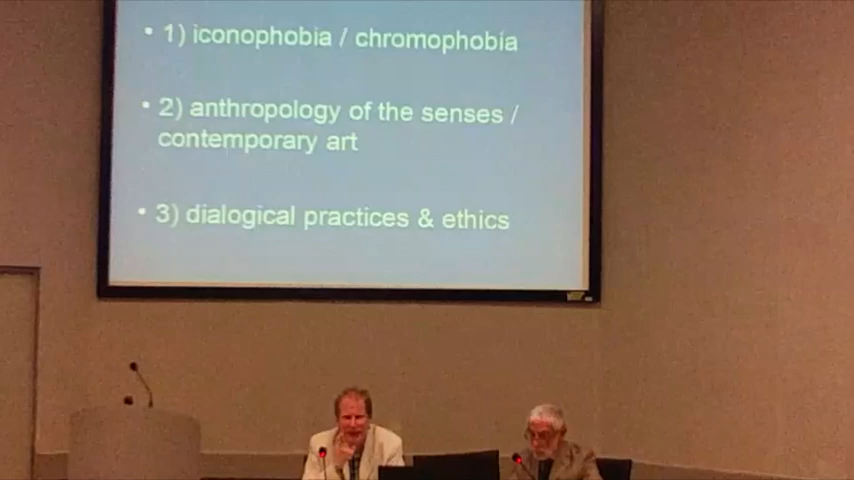 • 1) iconophobia / chromophobia
• 2) anthropology of the senses /
contemporary art
• 3) dialogical practices & ethics